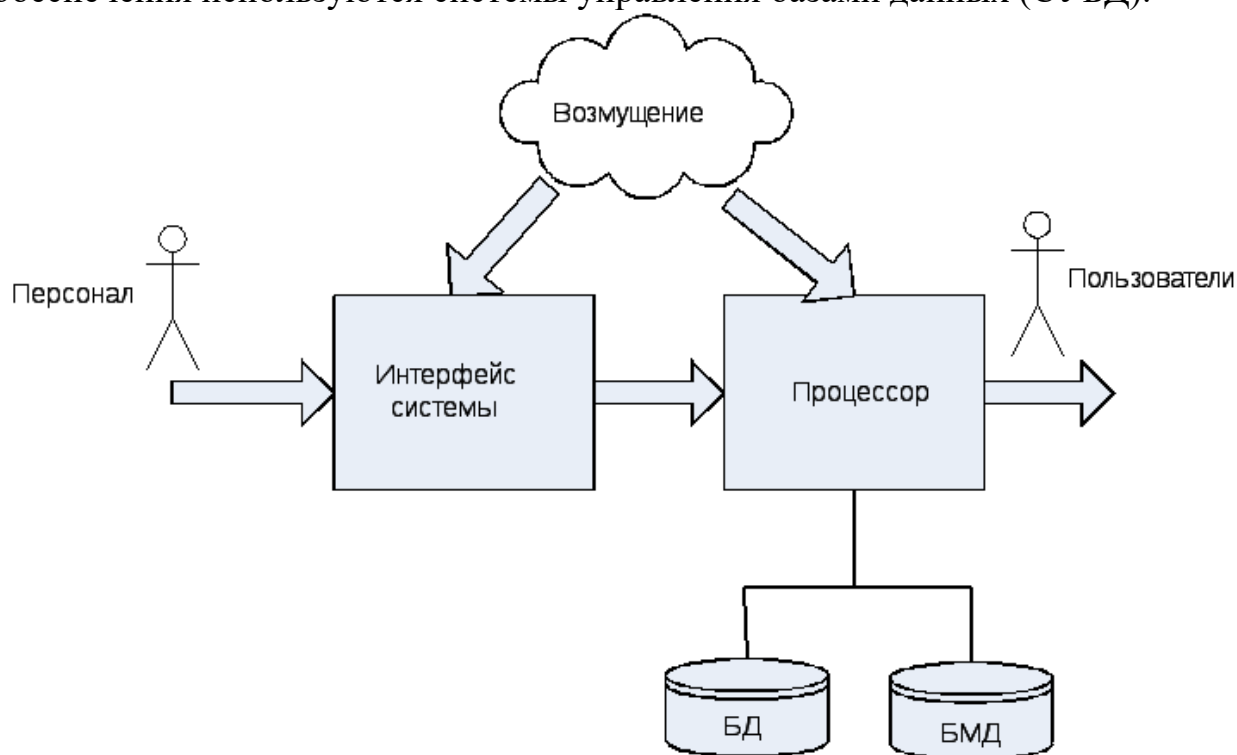 обеспечения используются системы управления базами данных (СУБД).
Возмущение
Персонал
Пользователи
Интерфейс
системы
Процессор
БД
БМД